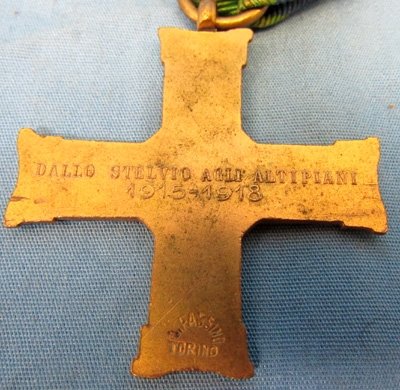 DALLO STELVIO AGLI ALTIPIANI
1915-1918
TORINO